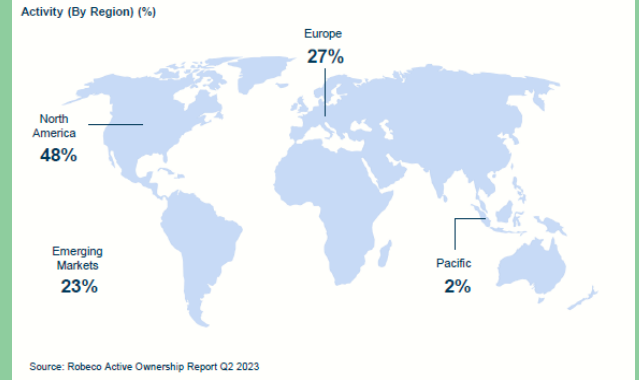 Activity (By Region) (%)
Europe
27%
North
America
48%
Emerging
Markets
23%
Pacific
2%
Source: Robeco Active Ownership Report Q2 2023